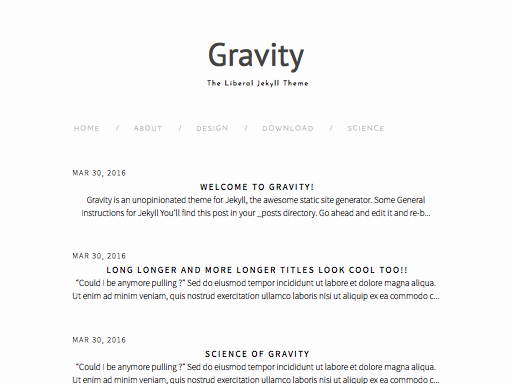 Gravity
The Liberal Jekyll Theme
HOME / ABOUT / DESIGN / DOWNLOAD / SCIENCE
MAR 30, 2016
WELCOME TO GRAVITY!
Gravity is an unopinionated theme for Jekyll, the awesome static site generator. Some General
Instructions for Jekyll You'll find this post in your _posts directory. Go ahead and edit it and re-b...
MAR 30, 2016
LONG LONGER AND MORE LONGER TITLES LOOK COOL TOO!!
"Could I be anymore pulling ?" Sed do eiusmod tempor incididunt ut labore et dolore magna aliqua.
Ut enim ad minim veniam, quis nostrud exercitation ullamco laboris nisi ut aliquip ex ea commodo c...
MAR 30, 2016
SCIENCE OF GRAVITY
"Could I be anymore pulling ?" Sed do eiusmod tempor incididunt ut labore et dolore magna aliqua.
Ut enim ad minim veniam, quis nostrud exercitation ullamco laboris nisi ut aliquip ex ea commodo c...